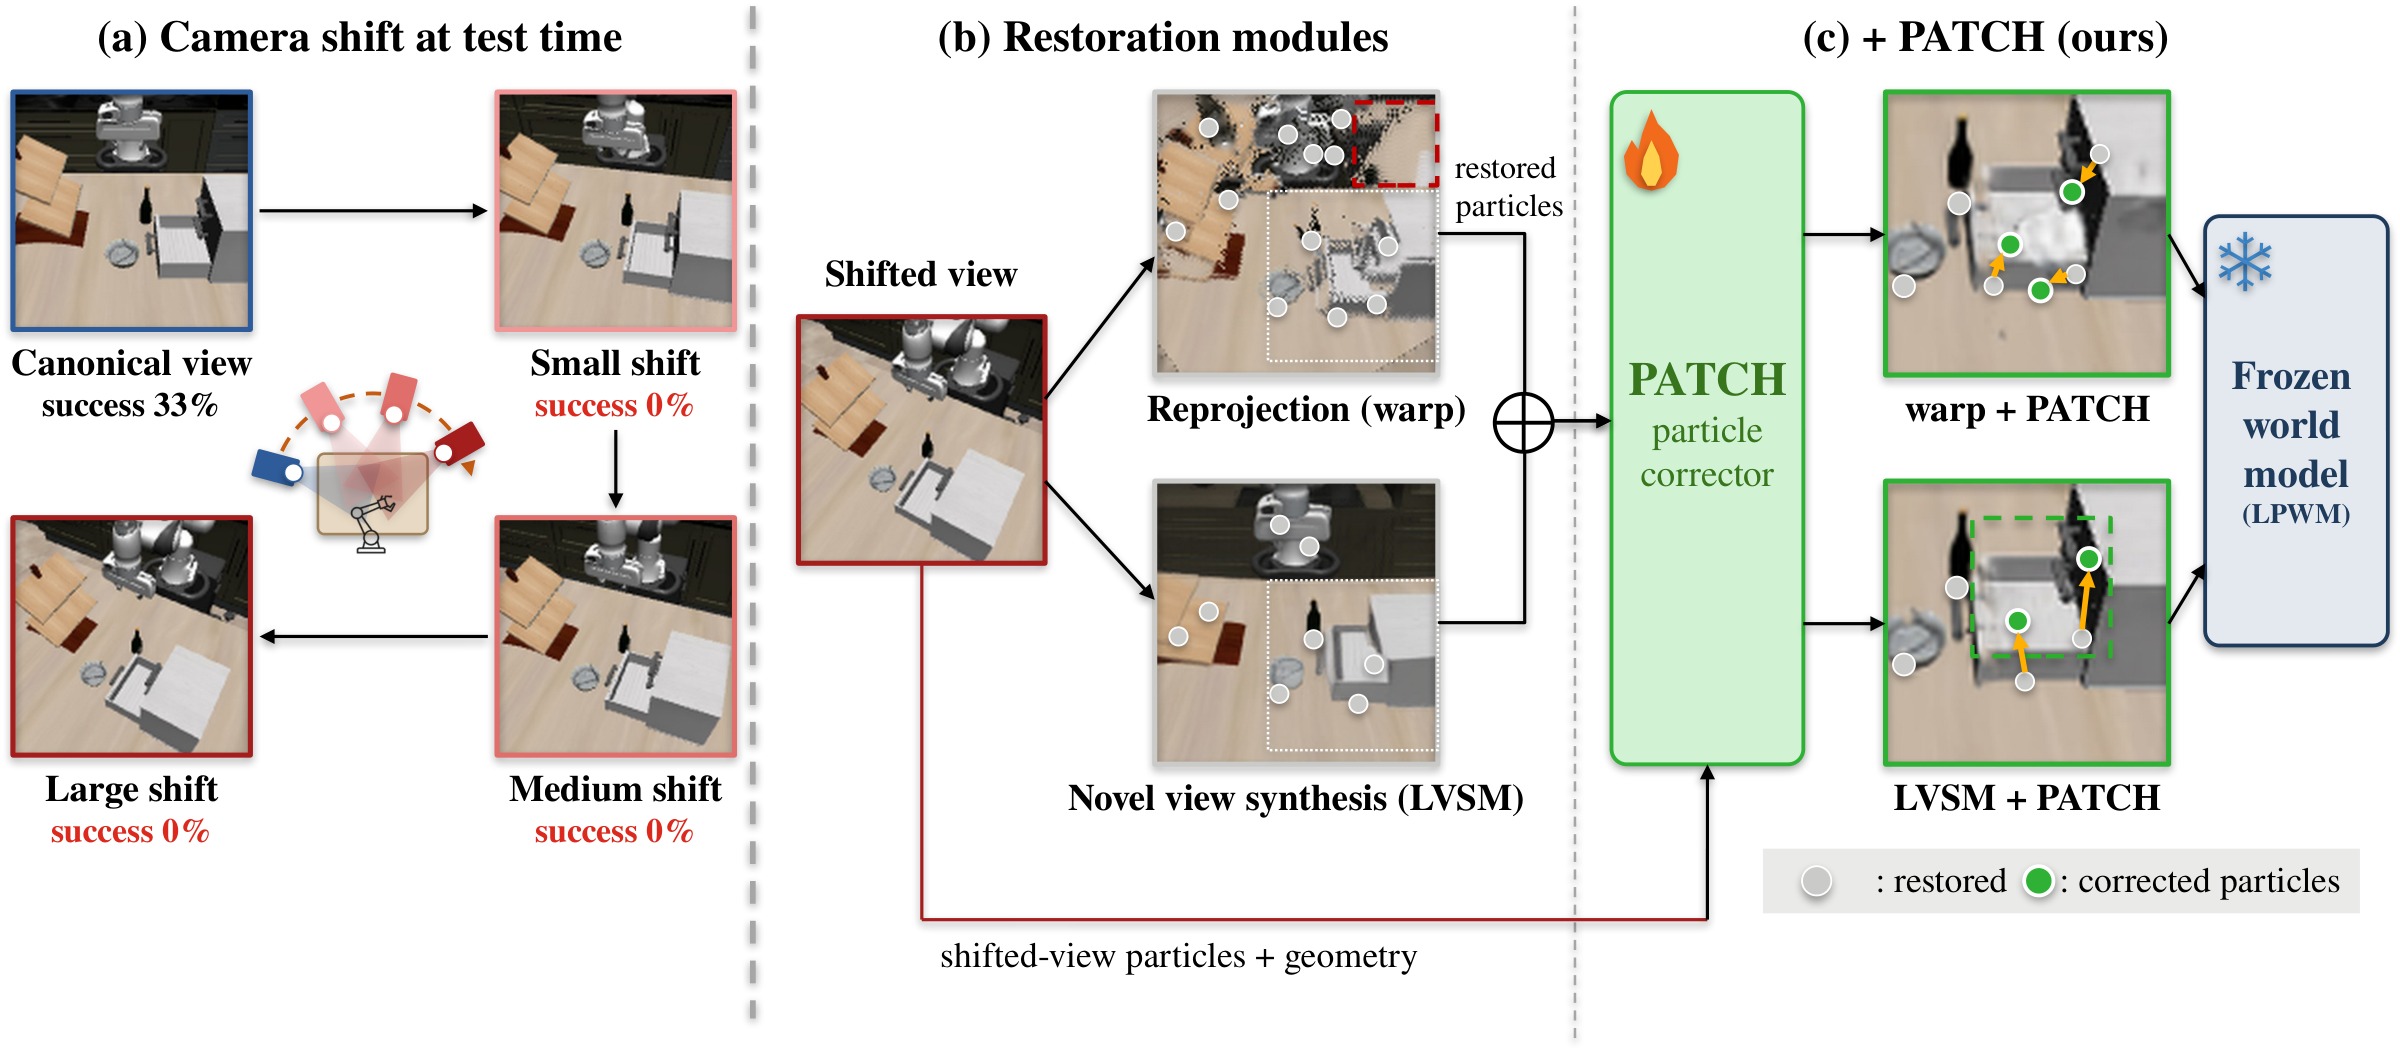 (a) Camera shift at test time
Canonical view
success 33%
Small shift
success 0%
Large shift
success 0%
Medium shift
success 0%
(b) Restoration modules
Shifted view
restored
particles
Reprojection (warp)
Novel view synthesis (LVSM)
shifted-view particles + geometry
(c) + PATCH (ours)
PATCH
particle
corrector
warp + PATCH
LVSM + PATCH
Frozen
world
model
(LPWM)
: restored : corrected particles